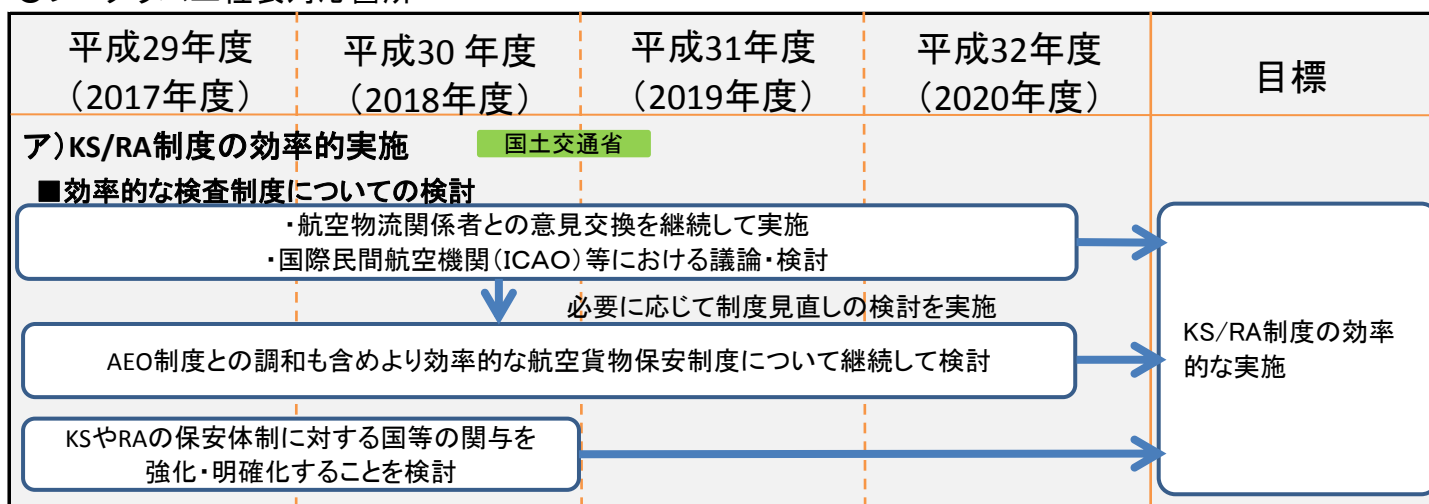 平成29年度
(2017年度)
平成30 年度
(2018年度)
平成31年度
(2019年度)
平成32年度
(2020年度)
目標
ア)KS/RA制度の効率的実施
国土交通省
■効率的な検査制度についての検討
・航空物流関係者との意見交換を継続して実施
・国際民間航空機関(ICAO)等における議論・検討
必要に応じて制度見直しの検討を実施
AEO制度との調和も含めより効率的な航空貨物保安制度について継続して検討
KSやRAの保安体制に対する国等の関与を
強化・明確化することを検討
KS/RA制度の効率
的な実施